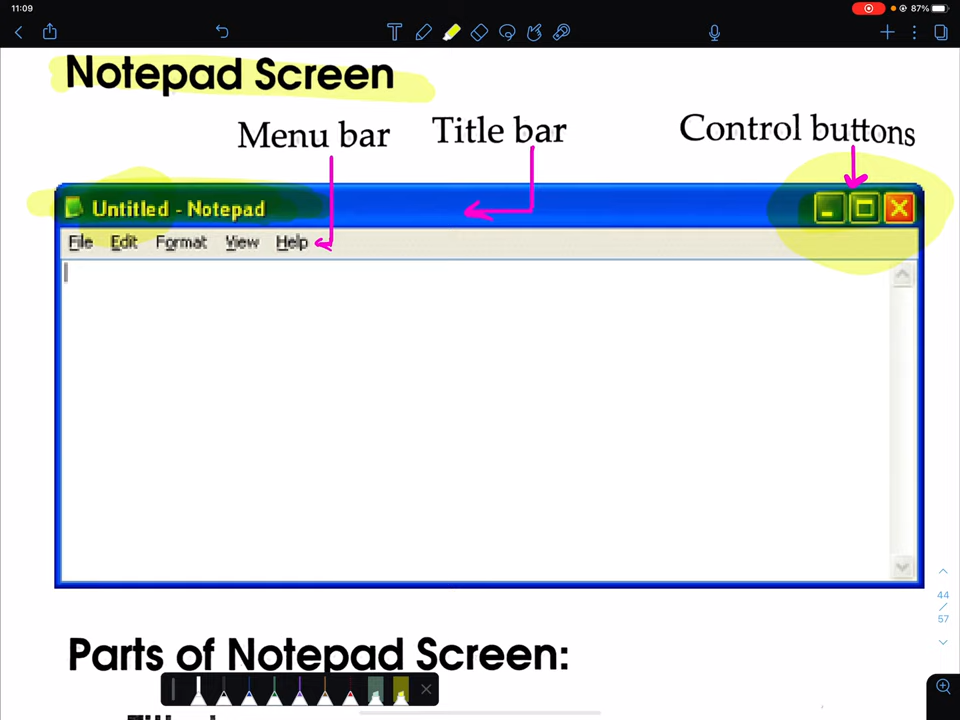 11:09
87%
Notepad Screen
Menu bar Title bar Control buttons
Untitled - Notepad
File Edit Format View Help
44
/
57
Parts of Notepad Screen: